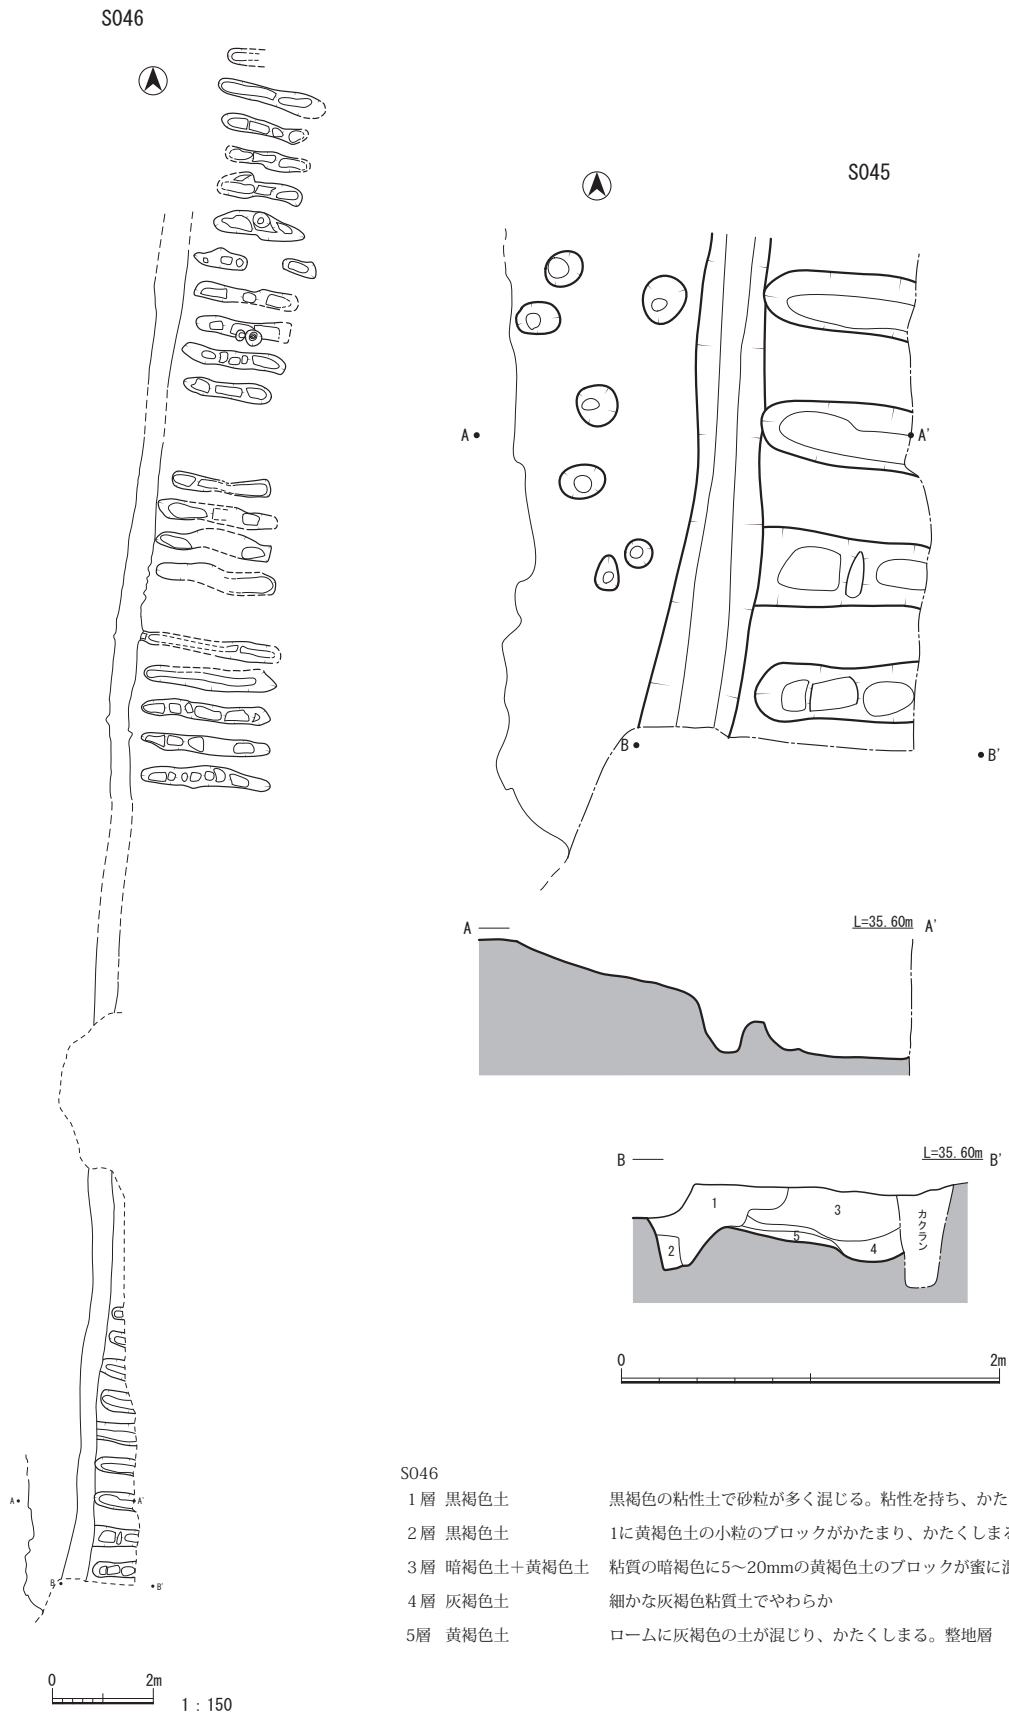 S046
S045
A
A'
B
B'
A
L=35.60m A'
B
L=35.60m B'
1
3
カクラン
2
5
4
0 2m
S046
1層 黒褐色土 黒褐色の粘性土で砂粒が多く混じる。粘性を持ち、かた
2層 黒褐色土 1に黄褐色土の小粒のブロックがかたまり、かたくしまる
3層 暗褐色土＋黄褐色土 粘質の暗褐色に5〜20mmの黄褐色土のブロックが蜜に混
4層 灰褐色土 細かな灰褐色粘質土でやわらか
5層 黄褐色土 ロームに灰褐色の土が混じり、かたくしまる。整地層
A
A'
B
B'
0 2m
1 : 150